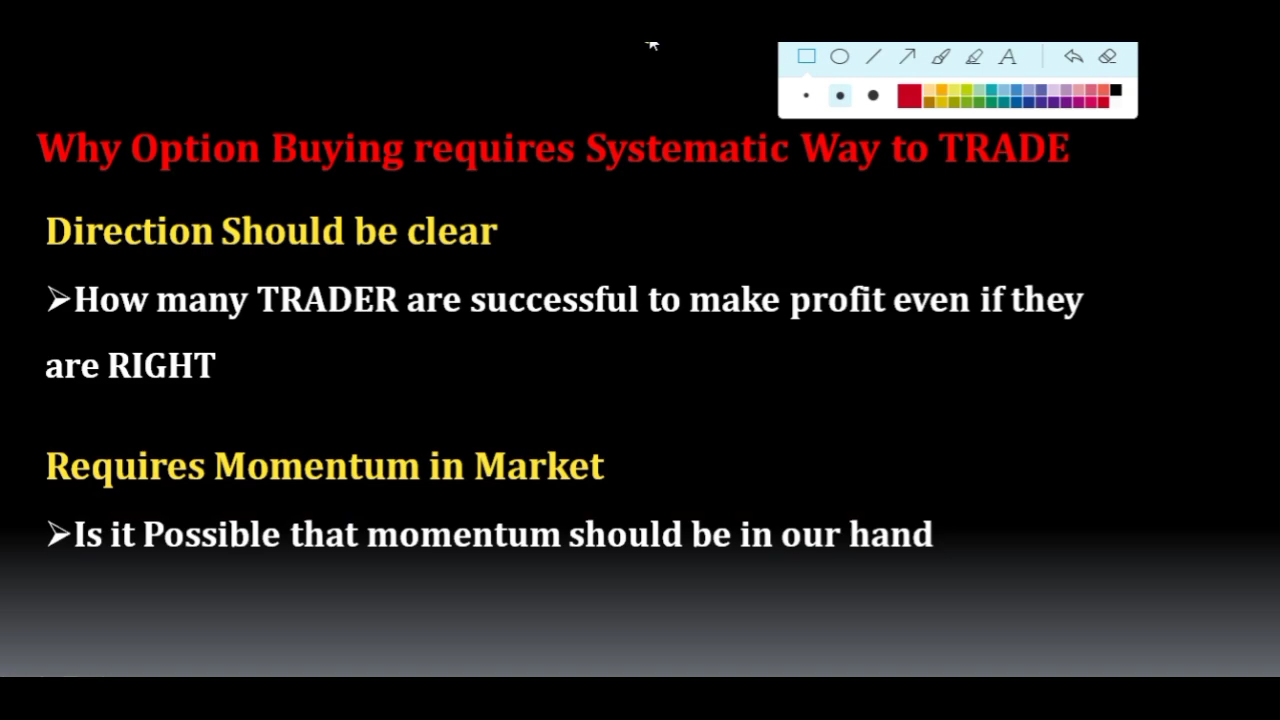 Why Option Buying requires Systematic Way to TRADE
Direction Should be clear
➢How many TRADER are successful to make profit even if they
are RIGHT
Requires Momentum in Market
➢Is it Possible that momentum should be in our hand